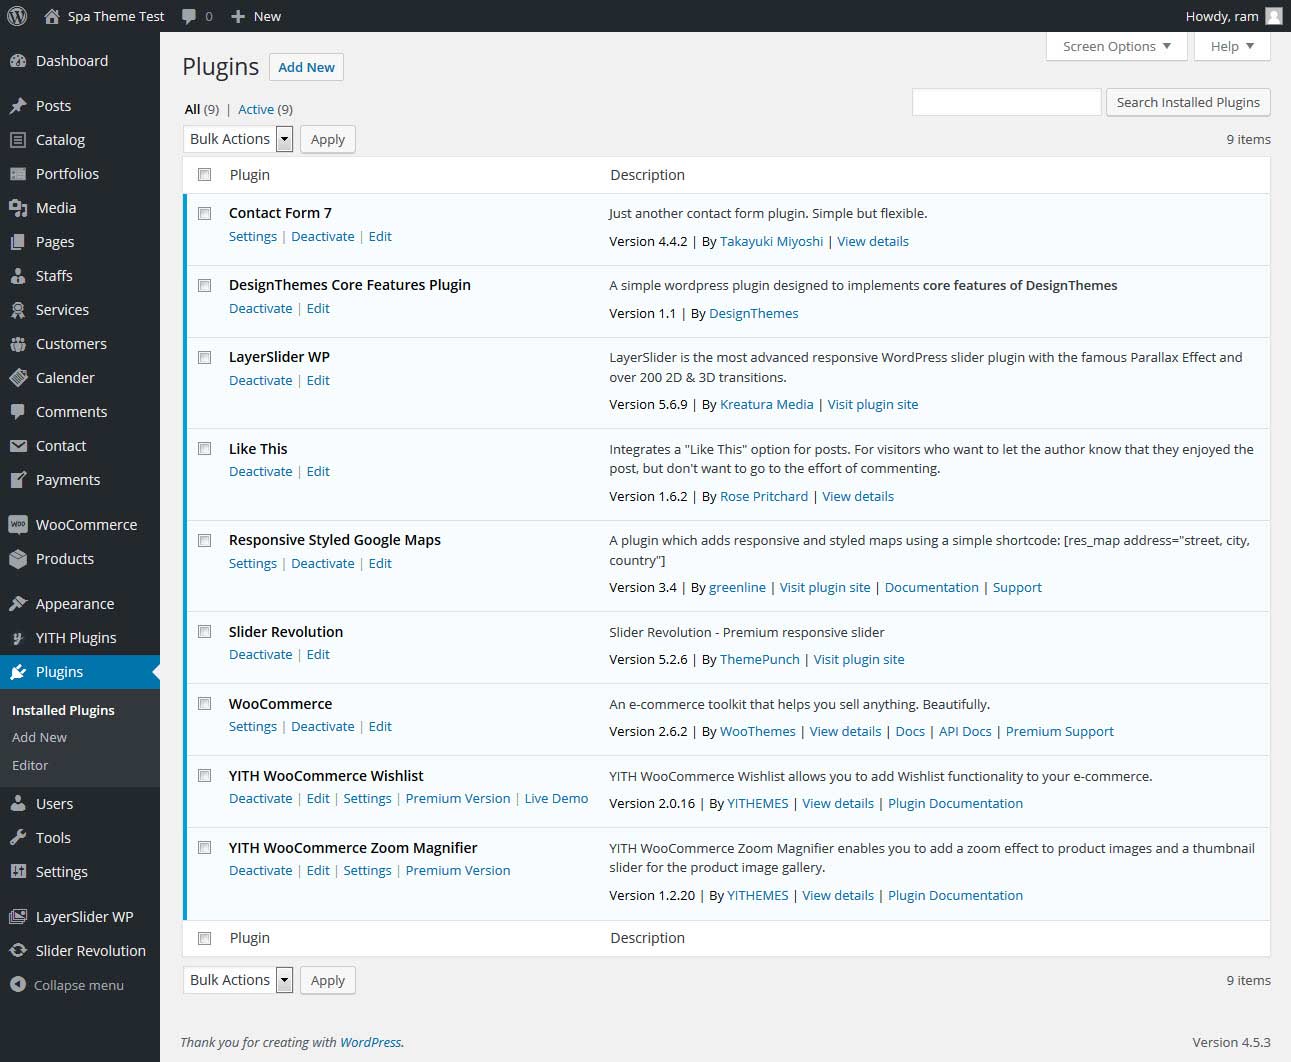 Spa Theme Test 0 New Howdy, ram
Screen Options Help
Dashboard
Posts
Catalog
Portfolios
Media
Pages
Staffs
Services
Customers
Calender
Comments
Contact
Payments
WooCommerce
Products
Appearance
YITH Plugins
Plugins
Installed Plugins
Add New
Editor
Users
Tools
Settings
LayerSlider WP
Slider Revolution
Collapse menu
Plugins Add New
All (9) | Active (9)
Search Installed Plugins
Bulk Actions Apply
9 items
Plugin Description
Contact Form 7
Settings | Deactivate | Edit
Just another contact form plugin. Simple but flexible.
Version 4.4.2 | By Takayuki Miyoshi | View details
DesignThemes Core Features Plugin
Deactivate | Edit
A simple wordpress plugin designed to implements core features of DesignThemes
Version 1.1 | By DesignThemes
LayerSlider WP
Deactivate | Edit
LayerSlider is the most advanced responsive WordPress slider plugin with the famous Parallax Effect and
over 200 2D & 3D transitions.
Version 5.6.9 | By Kreatura Media | Visit plugin site
Like This
Deactivate | Edit
Integrates a "Like This" option for posts. For visitors who want to let the author know that they enjoyed the
post, but don't want to go to the effort of commenting.
Version 1.6.2 | By Rose Pritchard | View details
Responsive Styled Google Maps
Settings | Deactivate | Edit
A plugin which adds responsive and styled maps using a simple shortcode: [res_map address="street, city,
country"]
Version 3.4 | By greenline | Visit plugin site | Documentation | Support
Slider Revolution
Deactivate | Edit
Slider Revolution - Premium responsive slider
Version 5.2.6 | By ThemePunch | Visit plugin site
WooCommerce
Settings | Deactivate | Edit
An e-commerce toolkit that helps you sell anything. Beautifully.
Version 2.6.2 | By WooThemes | View details | Docs | API Docs | Premium Support
YITH WooCommerce Wishlist
Deactivate | Edit | Settings | Premium Version | Live Demo
YITH WooCommerce Wishlist allows you to add Wishlist functionality to your e-commerce.
Version 2.0.16 | By YITHEMES | View details | Plugin Documentation
YITH WooCommerce Zoom Magnifier
Deactivate | Edit | Settings | Premium Version
YITH WooCommerce Zoom Magnifier enables you to add a zoom effect to product images and a thumbnail
slider for the product image gallery.
Version 1.2.20 | By YITHEMES | View details | Plugin Documentation
Plugin Description
Bulk Actions Apply
9 items
Thank you for creating with WordPress.
Version 4.5.3